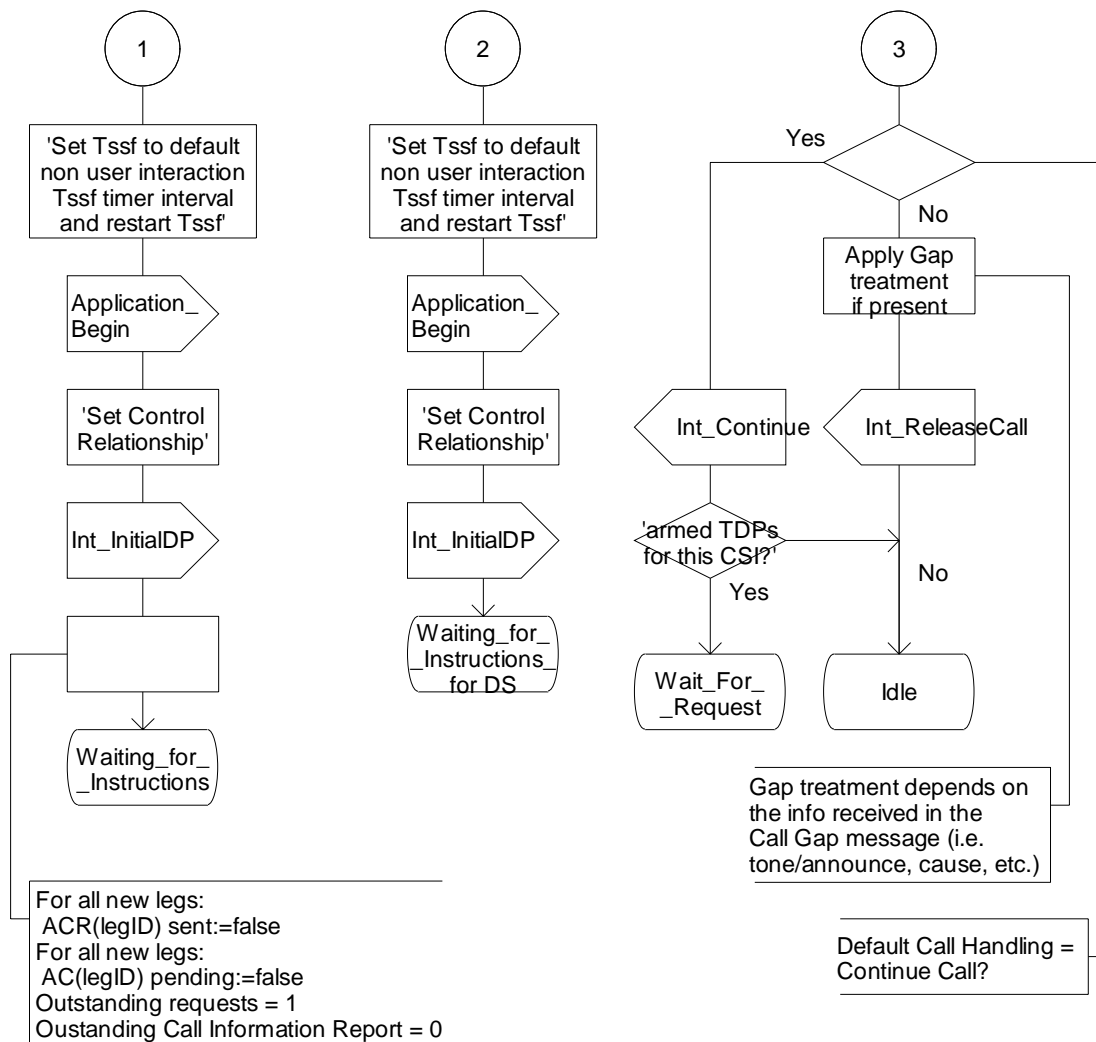 1
'Set Tssf to default
non user interaction
Tssf timer interval
and restart Tssf'
Application_
Begin
'Set Control
Relationship'
Int_InitialDP
Waiting_for_
_Instructions
For all new legs:
ACR(legID) sent:=false
For all new legs:
AC(legID) pending:=false
Outstanding requests = 1
Oustanding Call Information Report = 0
2
'Set Tssf to default
non user interaction
Tssf timer interval
and restart Tssf'
Application_
Begin
'Set Control
Relationship'
Int_InitialDP
Waiting_for_
_Instructions_
for DS
3
Yes
No
Apply Gap
treatment
if present
Int_Continue
Int_ReleaseCall
'armed TDPs
for this CSI?'
No
Yes
Wait_For_
_Request
Idle
Gap treatment depends on
the info received in the
Call Gap message (i.e.
tone/announce, cause, etc.)
Default Call Handling =
Continue Call?